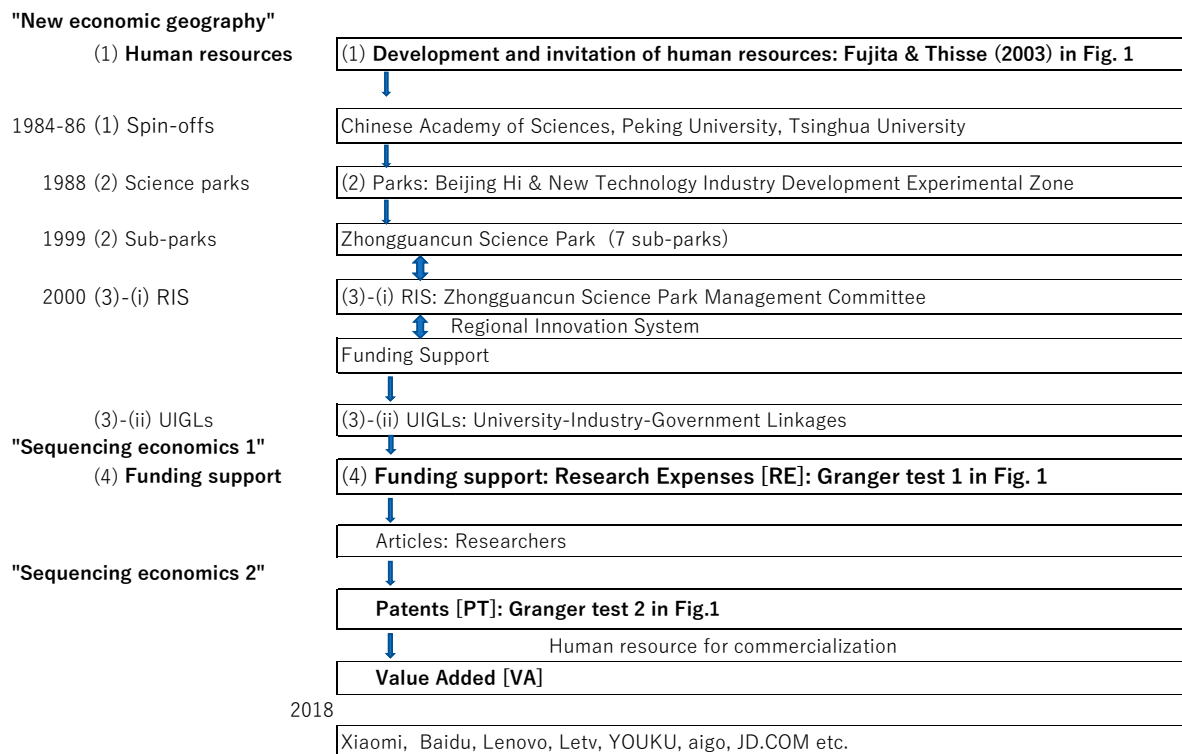 "New economic geography"
(1) Human resources (1) Development and invitation of human resources: Fujita & Thisse (2003) in Fig. 1
1984-86 (1) Spin-offs Chinese Academy of Sciences, Peking University, Tsinghua University
1988 (2) Science parks (2) Parks: Beijing Hi & New Technology Industry Development Experimental Zone
1999 (2) Sub-parks Zhongguancun Science Park (7 sub-parks)
2000 (3)-(i) RIS (3)-(i) RIS: Zhongguancun Science Park Management Committee
Regional Innovation System
Funding Support
(3)-(ii) UIGLs (3)-(ii) UIGLs: University-Industry-Government Linkages
"Sequencing economics 1"
(4) Funding support (4) Funding support: Research Expenses [RE]: Granger test 1 in Fig. 1
Articles: Researchers
"Sequencing economics 2"
Patents [PT]: Granger test 2 in Fig.1
Human resource for commercialization
Value Added [VA]
2018
Xiaomi, Baidu, Lenovo, Letv, YOUKU, aigo, JD.COM etc.